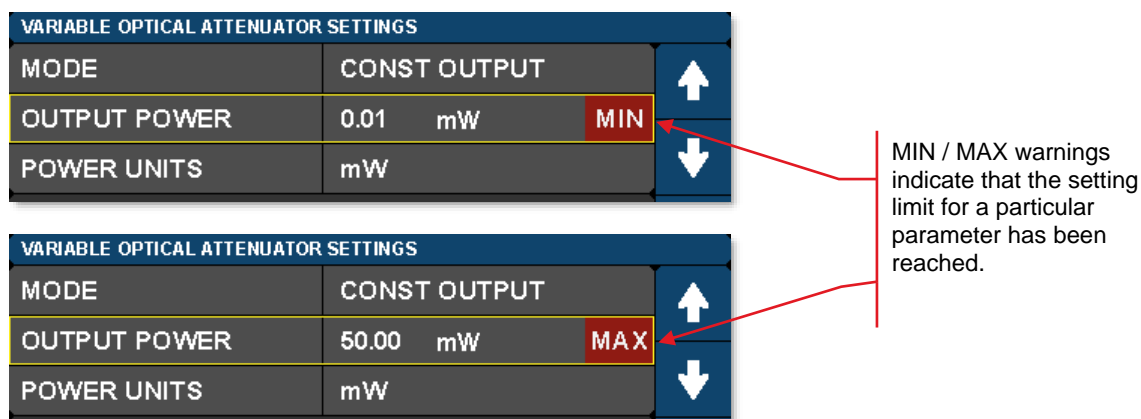 VARIABLE OPTICAL ATTENUATOR SETTINGS
MODE CONST OUTPUT
OUTPUT POWER 0.01 mW MIN
POWER UNITS mW
MIN / MAX warnings
indicate that the setting
limit for a particular
parameter has been
reached.
VARIABLE OPTICAL ATTENUATOR SETTINGS
MODE CONST OUTPUT
OUTPUT POWER 50.00 mW MAX
POWER UNITS mW